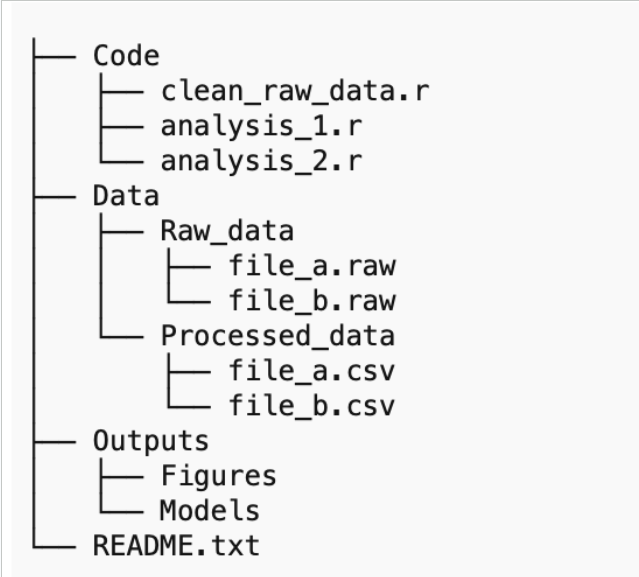 Code
clean_raw_data.r
analysis_1.r
analysis_2.r
Data
Raw_data
file_a.raw
file_b.raw
Processed_data
file_a.csv
file_b.csv
Outputs
Figures
Models
README.txt